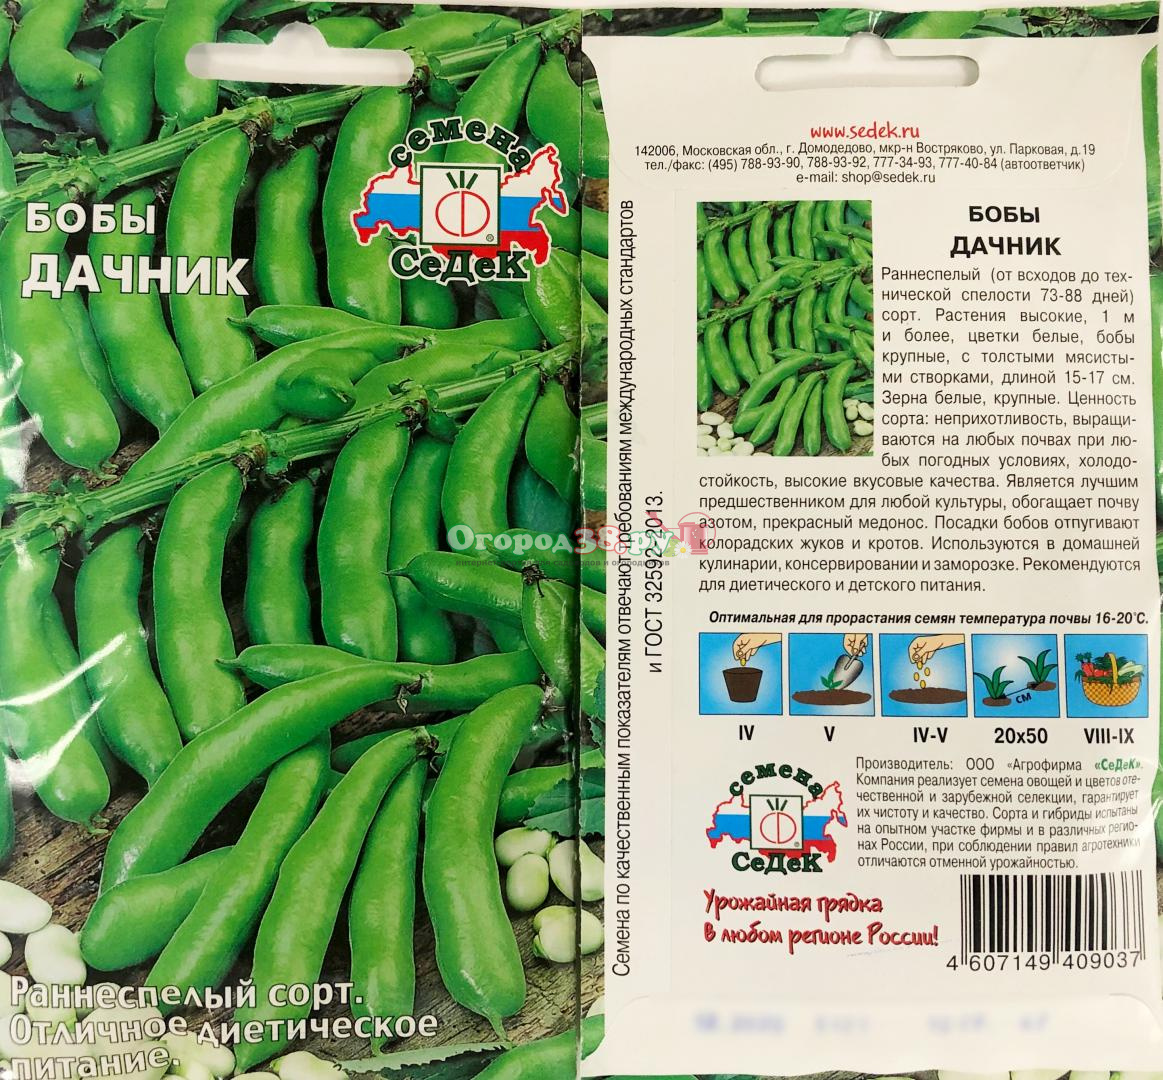 семена
СеДеК
БОБЫ
ДАЧНИК
Раннеспелый сорт.
Отличное диетическое
питание.
www.sedek.ru
142006, Московская обл., г. Домодедово, мкр-н Востряково, ул. Парковая, д.19
тел./факс: (495) 788-93-90, 788-93-92, 777-34-93, 777-40-84 (автоответчик)
e-mail: shop@sedek.ru
Семена по качественным показателям отвечают требованиям международных стандартов
и ГОСТ 32592-2013.
БОБЫ
ДАЧНИК
Раннеспелый (от всходов до тех-
нической спелости 73-88 дней)
сорт. Растения высокие, 1 м
и более, цветки белые, бобы
крупные, с толстыми мясисты-
ми створками, длиной 15-17 см.
Зерна белые, крупные. Ценность
сорта: неприхотливость, выращи-
ваются на любых почвах при лю-
бых погодных условиях, холодо-
стойкость, высокие вкусовые качества. Является лучшим
предшественником для любой культуры, обогащает почву
азотом, прекрасный медонос. Посадки бобов отпугивают
колорадских жуков и кротов. Используются в домашней
кулинарии, консервировании и заморозке. Рекомендуются
для диетического и детского питания.
Огород38.ру
Оптимальная для прорастания семян температура почвы 16-20°С.
см
IV V IV-V 20х50 VIII-IX
семена
СеДеК
Производитель: ООО «Агрофирма «СеДеК».
Компания реализует семена овощей и цветов оте-
чественной и зарубежной селекции, гарантирует
их чистоту и качество. Сорта и гибриды испытаны
на опытном участке фирмы и в различных регио-
нах России, при соблюдении правил агротехники
отличаются отменной урожайностью.
Урожайная грядка
в любом регионе России!
4 607149 409037